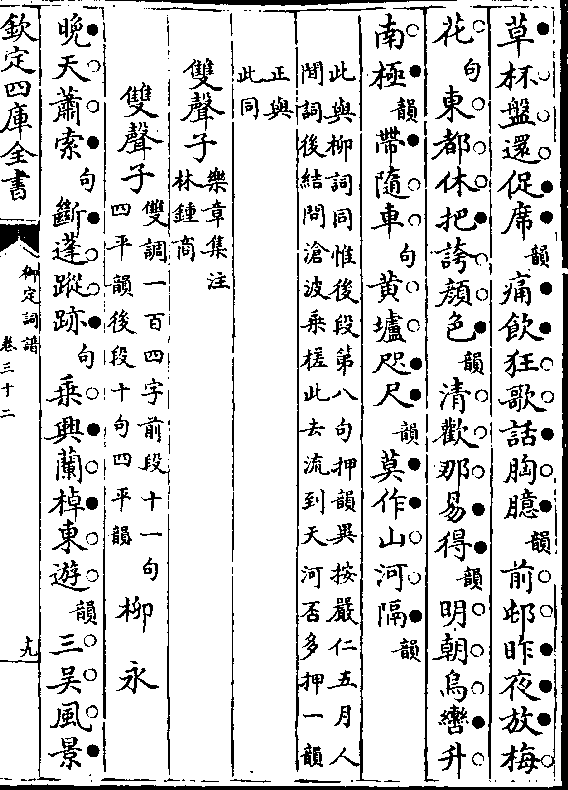 草杯盤還促席韻痛飲狂歌話胸臆韻前邨昨夜放梅
花句東都休把誇顏色韻清歡那易得韻明朝烏轡升
南極韻帶隨車句黃壚咫尺韻莫作山河隔韻
此與柳詞同惟後段第八句押韻異按嚴仁五月人
間詞後結問滄波乗槎此去流到天河否多押一韻
正與
此同
雙聲子樂章集注
林鍾商
雙聲子雙調一百四字前段十一句
四平韻後段十句四平韻 柳永
晚天蕭索句斷蓬蹤跡句乘興蘭棹東遊韻三吳風景
欽定四庫全書
御定詞譜
卷三十二
十九